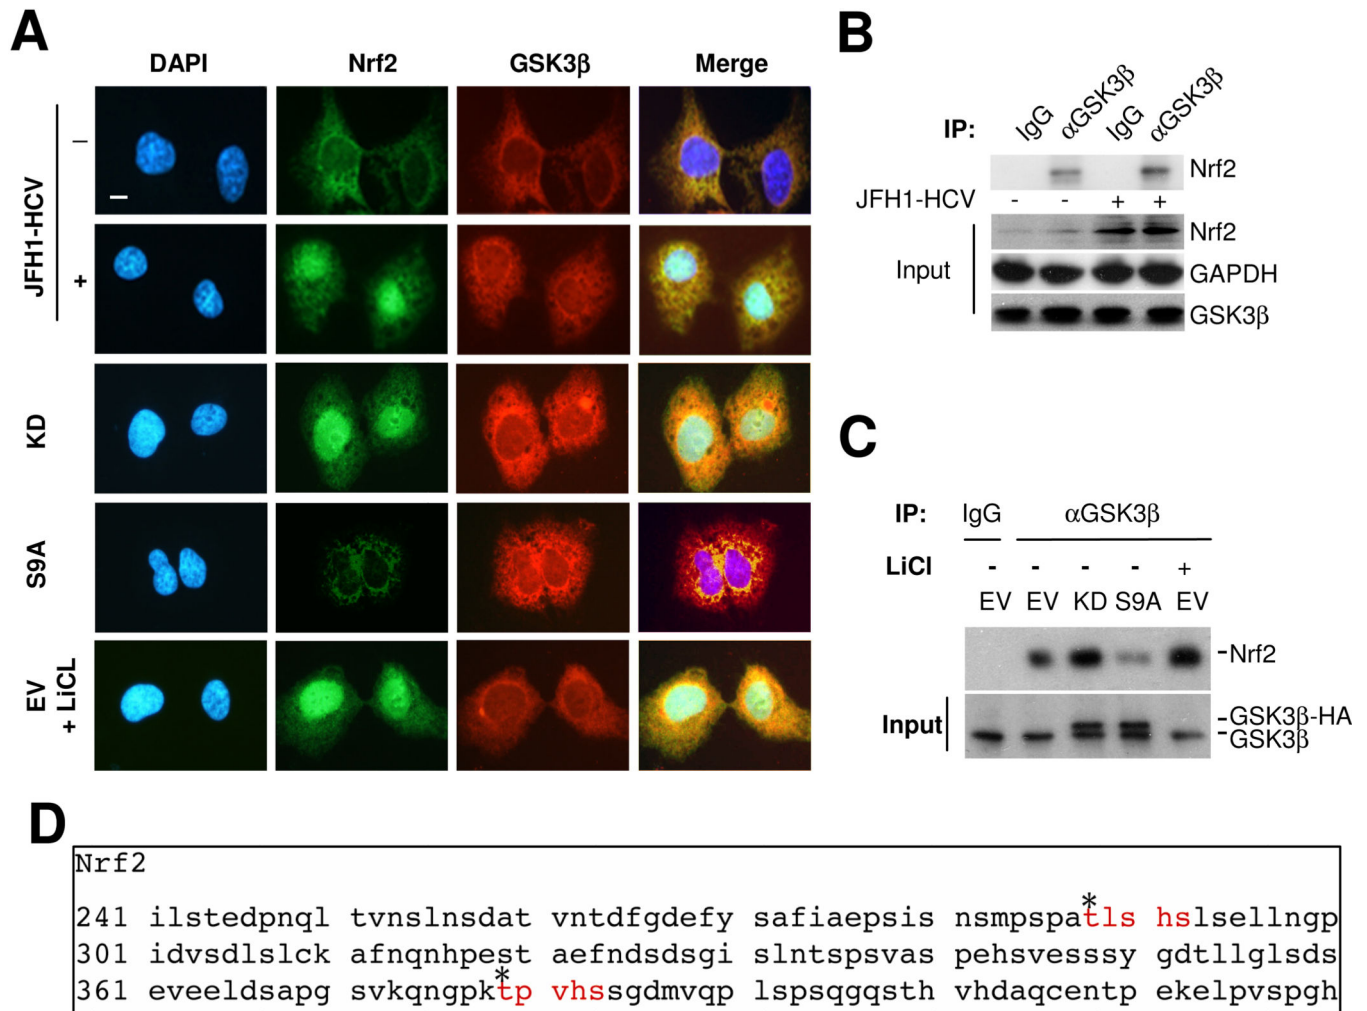 A
DAPI Nrf2 GSK3β Merge
JFH1-HCV
–
+
KD
S9A
EV
+ LiCL
B
IP: IgG αGSK3β IgG αGSK3β
Nrf2
JFH1-HCV - - + +
Input
Nrf2
GAPDH
GSK3β
C
IP: IgG αGSK3β
LiCl - - - - +
EV EV KD S9A EV
-Nrf2
Input
-GSK3β-HA
-GSK3β
D
Nrf2
*
241 ilstedpnql tvnslnsdat vntdfgdefy safiaepsis nsmpspatls hslsellngp
301 idvsdlslck afnqnhpest aefndsdsgi slntspsvas pehsvesssy gdtllglsds
*
361 eveeldsapg svkqngpktp vhssgdmvqp lspsqgqsth vhdaqcentp ekelpvspgh